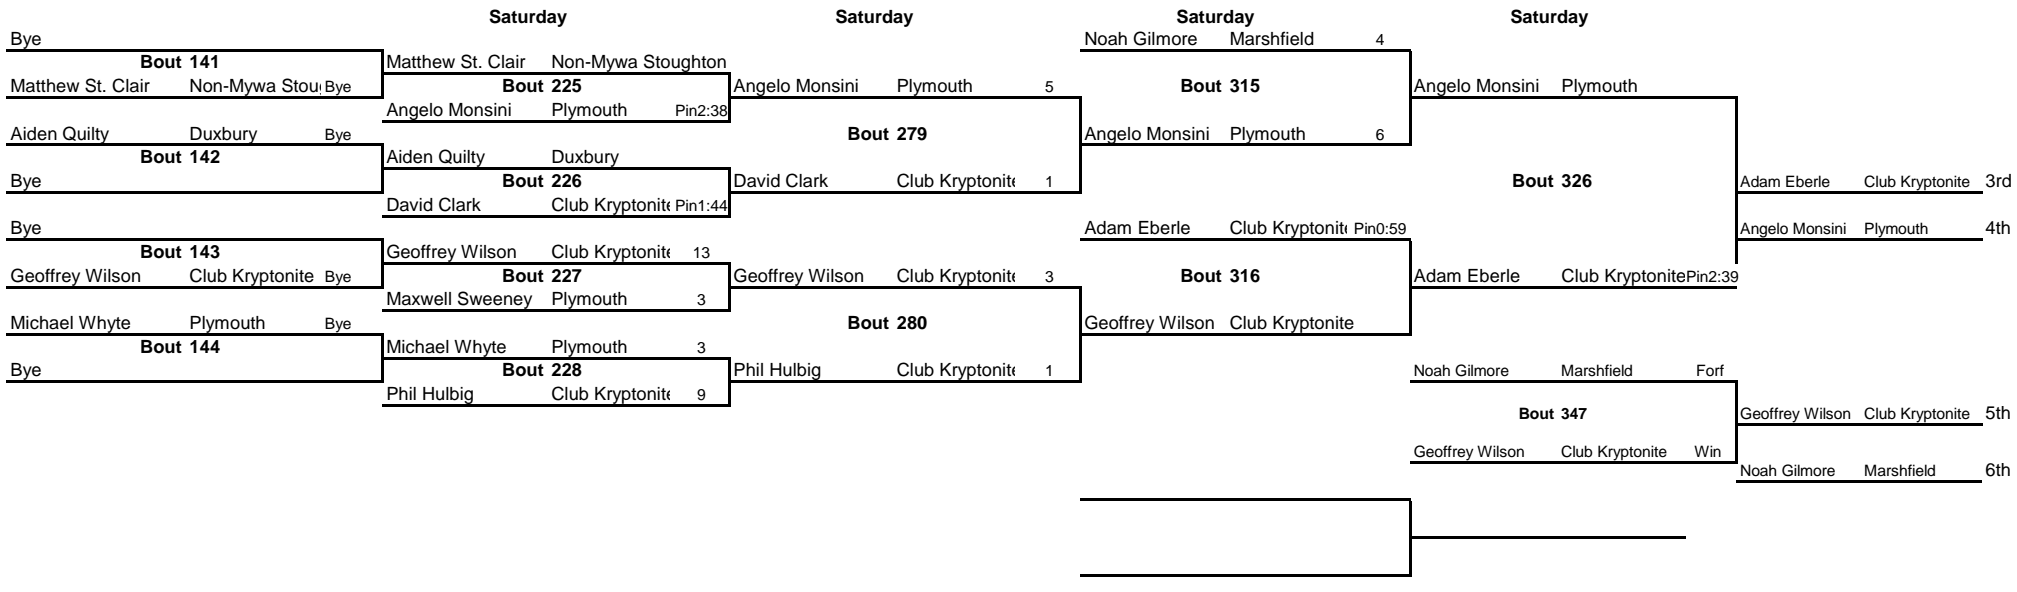 Saturday Saturday Saturday Saturday
Bye
Bout 141
Matthew St. Clair Non-Mywa Stou Bye
Aiden Quilty Duxbury Bye
Bout 142
Bye
Bye
Bout 143
Geoffrey Wilson Club Kryptonite Bye
Michael Whyte Plymouth Bye
Bout 144
Bye
Matthew St. Clair Non-Mywa Stoughton
Bout 225
Angelo Monsini Plymouth Pin2:38
Aiden Quilty Duxbury
Bout 226
David Clark Club Kryptonite Pin1:44
Geoffrey Wilson Club Kryptonite 13
Bout 227
Maxwell Sweeney Plymouth 3
Michael Whyte Plymouth 3
Bout 228
Phil Hulbig Club Kryptonite 9
Angelo Monsini Plymouth 5
Bout 279
David Clark Club Kryptonite 1
Geoffrey Wilson Club Kryptonite 3
Bout 280
Phil Hulbig Club Kryptonite 1
Noah Gilmore Marshfield 4
Bout 315
Angelo Monsini Plymouth 6
Adam Eberle Club Kryptonite Pin0:59
Bout 316
Geoffrey Wilson Club Kryptonite
Angelo Monsini Plymouth
Bout 326
Adam Eberle Club Kryptonite Pin2:39
Noah Gilmore Marshfield Forf
Bout 347
Geoffrey Wilson Club Kryptonite Win
Adam Eberle Club Kryptonite 3rd
Angelo Monsini Plymouth 4th
Geoffrey Wilson Club Kryptonite 5th
Noah Gilmore Marshfield 6th